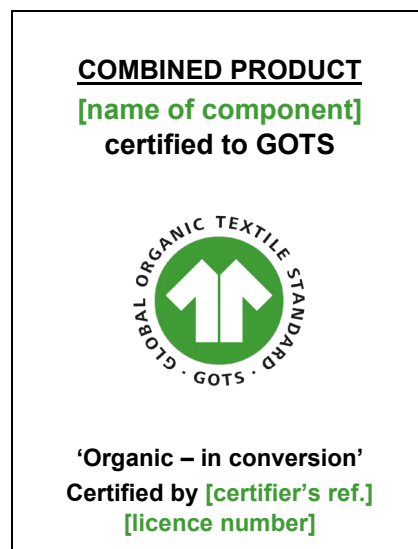 COMBINED PRODUCT
[name of component]
certified to GOTS
GLOBAL ORGANIC TEXTILE STANDARD · GOTS ·
‘Organic – in conversion’
Certified by [certifier’s ref.]
[licence number]